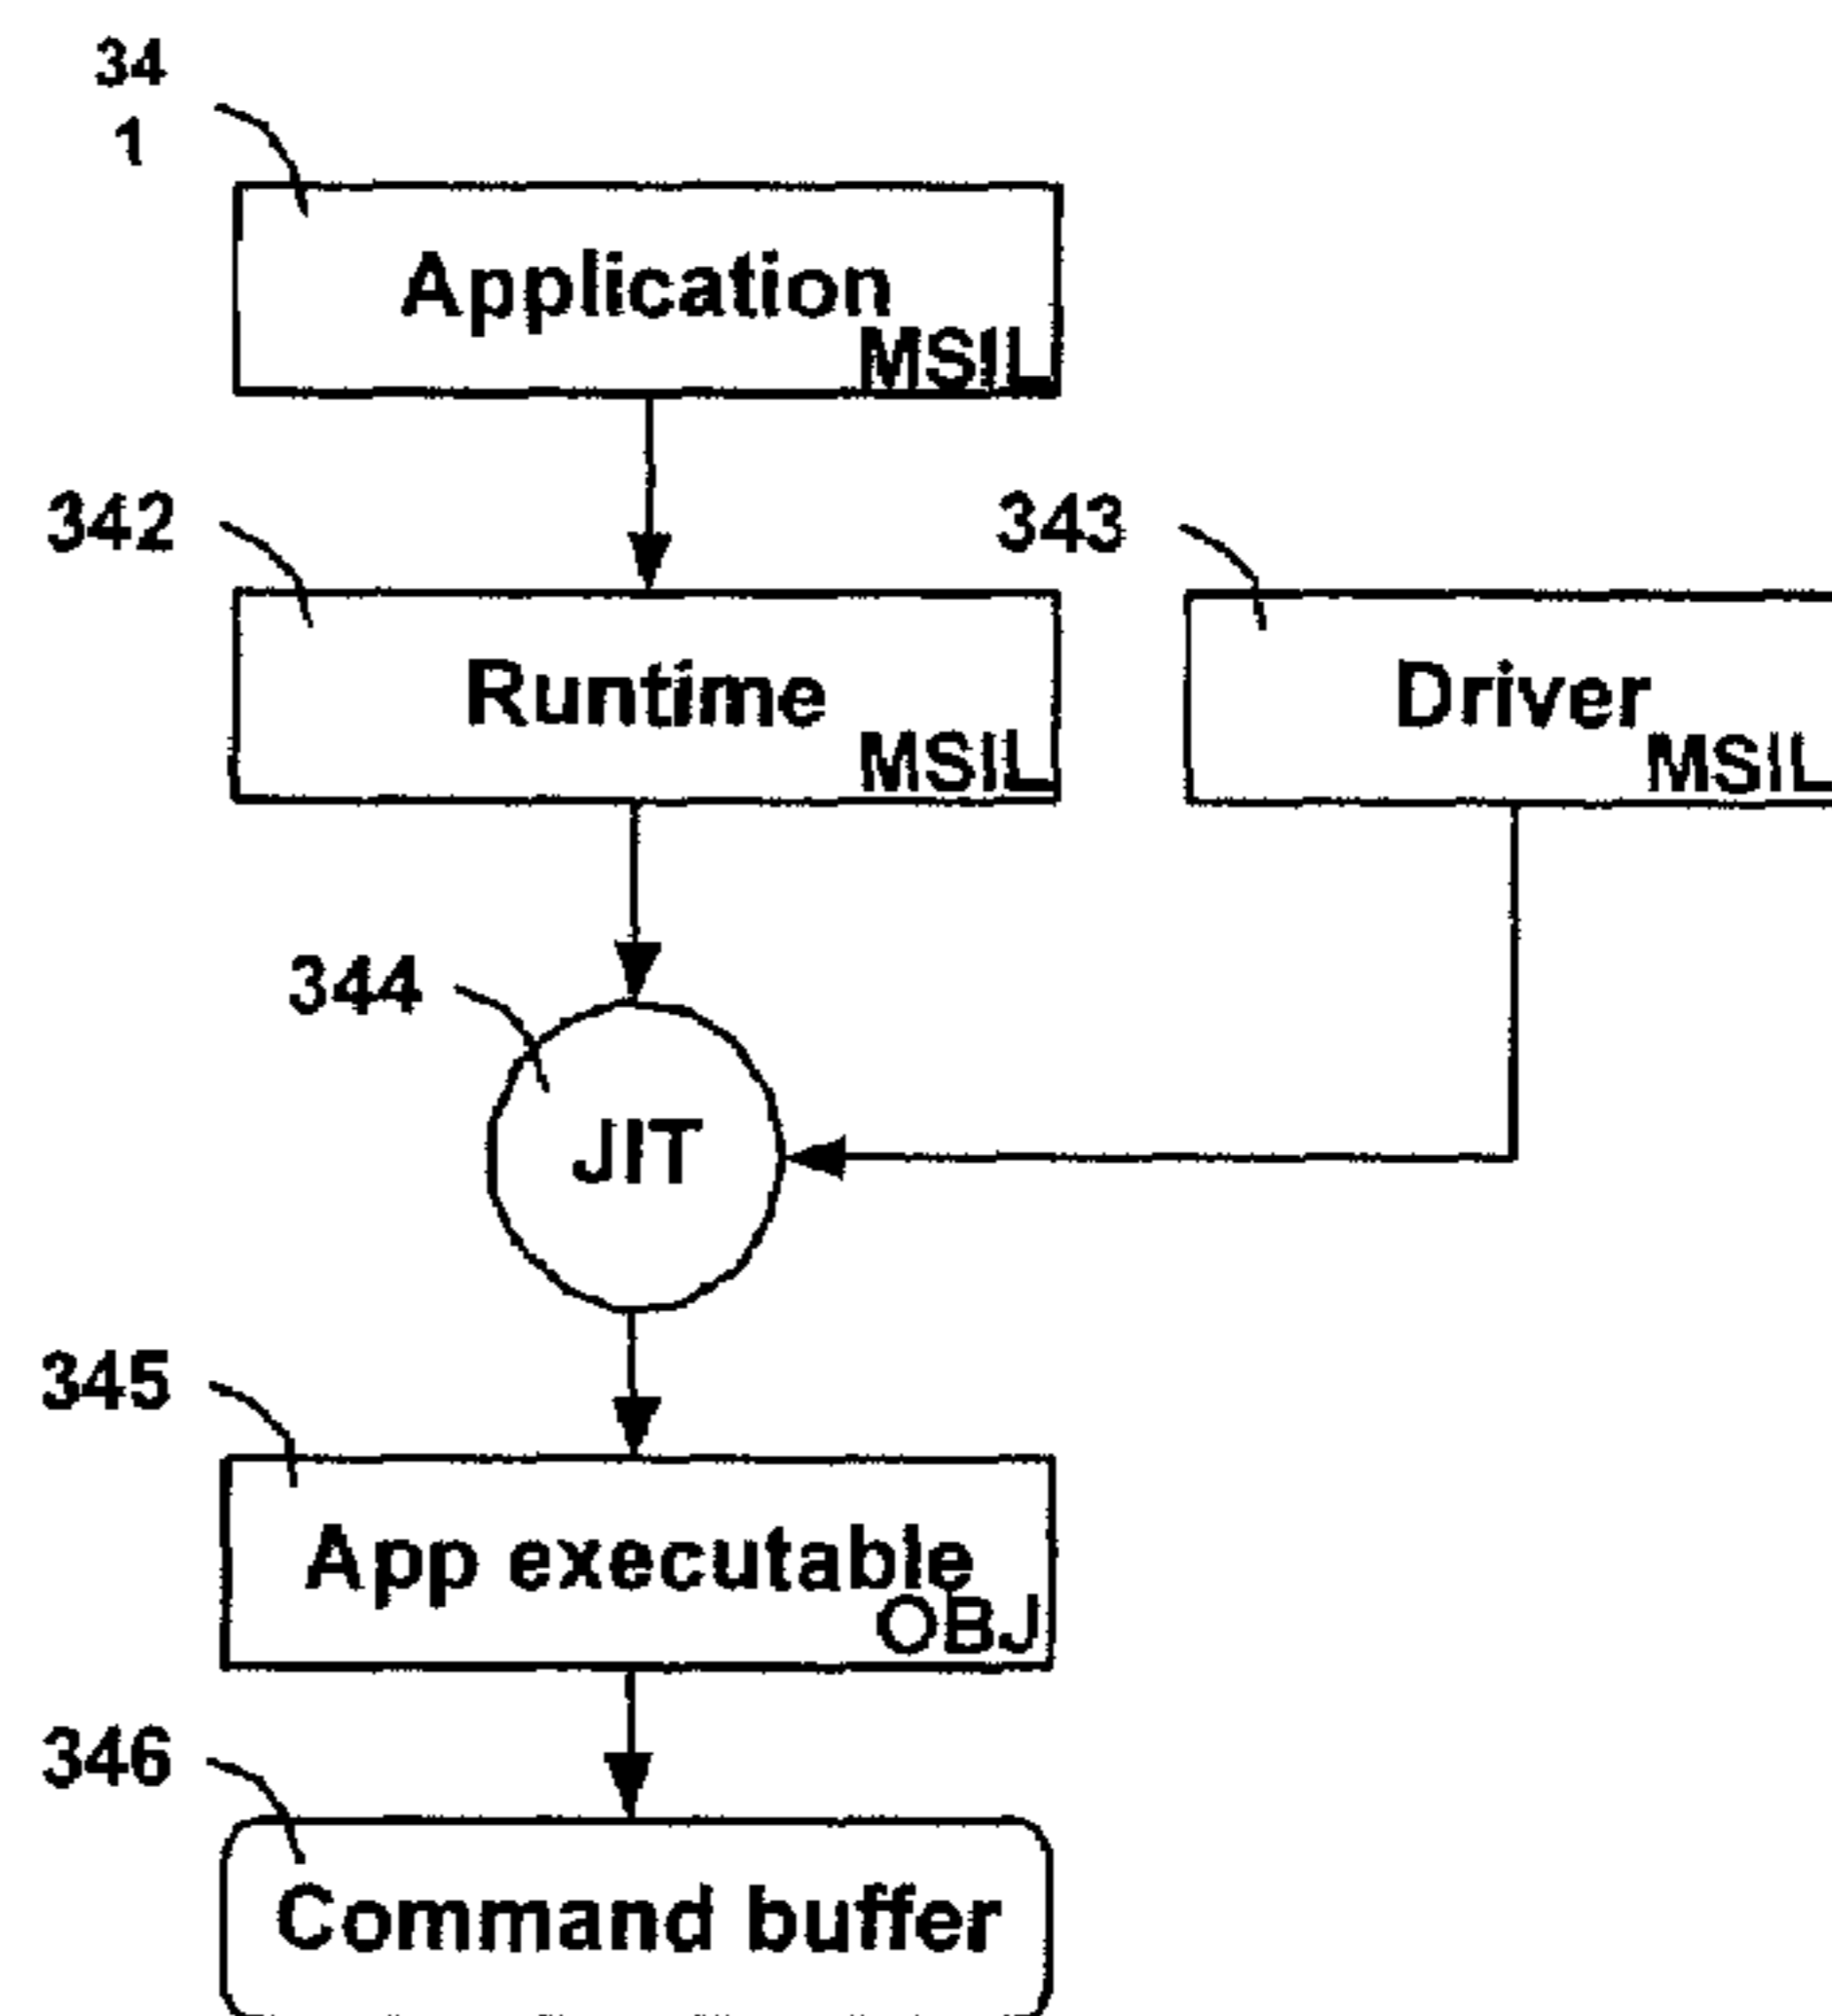 34
1
Application
MSIL
342
343
Runtime
MSIL
Driver
MSIL
344
JIT
345
App executable
OBJ
346
Command buffer